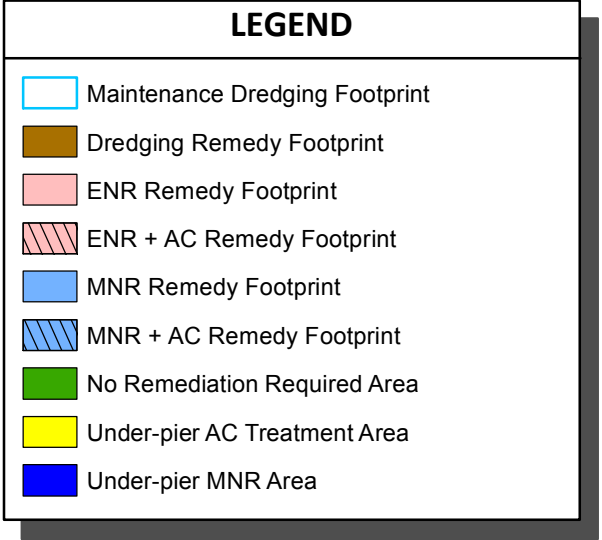 LEGEND
Maintenance Dredging Footprint
Dredging Remedy Footprint
ENR Remedy Footprint
ENR + AC Remedy Footprint
MNR Remedy Footprint
MNR + AC Remedy Footprint
No Remediation Required Area
Under-pier AC Treatment Area
Under-pier MNR Area